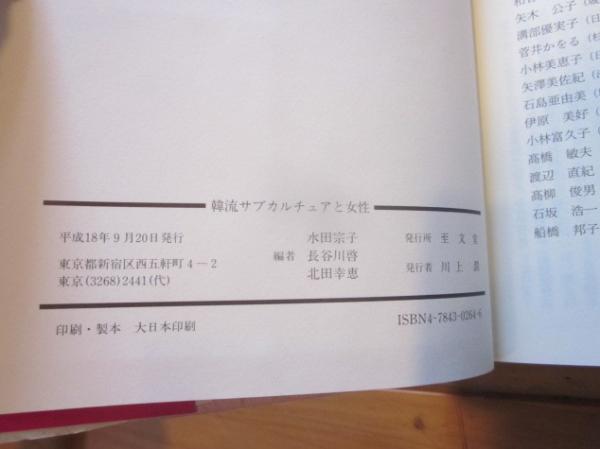 韓流サブカルチュアと女性
平成18年9月20日発行
東京都新宿区西五軒町4－2
東京(3268)2441(代)
編著
水田宗子
長谷川啓
北田幸恵
発行所 至文堂
発行者 川上潤
印刷・製本 大日本印刷
ISBN4-7843-0264-6
矢木 公子
溝部優実子（日
菅井かをる（杉
小林美恵子（日
矢澤美佐紀
石島亜由美
伊原 美好（
小林富久子（
高橋 敏夫
渡辺 直紀
高柳 俊男
石坂 浩一
船橋 邦子